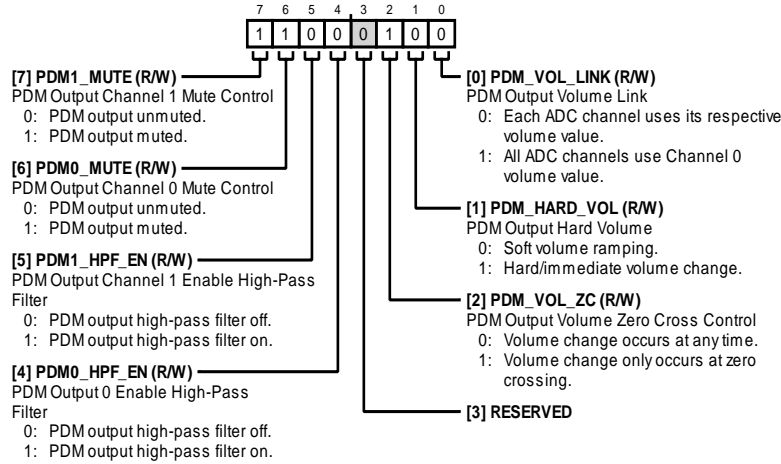 7 6 5 4 3 2 1 0
1 1 0 0 0 1 0 0
[7] PDM1_MUTE (R/W)
PDM Output Channel 1 Mute Control
0: PDM output unmuted.
1: PDM output muted.
[6] PDM0_MUTE (R/W)
PDM Output Channel 0 Mute Control
0: PDM output unmuted.
1: PDM output muted.
[5] PDM1_HPF_EN (R/W)
PDM Output Channel 1 Enable High-Pass
Filter
0: PDM output high-pass filter off.
1: PDM output high-pass filter on.
[4] PDM0_HPF_EN (R/W)
PDM Output 0 Enable High-Pass
Filter
0: PDM output high-pass filter off.
1: PDM output high-pass filter on.
[0] PDM_VOL_LINK (R/W)
PDM Output Volume Link
0: Each ADC channel uses its respective
volume value.
1: All ADC channels use Channel 0
volume value.
[1] PDM_HARD_VOL (R/W)
PDM Output Hard Volume
0: Soft volume ramping.
1: Hard/immediate volume change.
[2] PDM_VOL_ZC (R/W)
PDM Output Volume Zero Cross Control
0: Volume change occurs at any time.
1: Volume change only occurs at zero
crossing.
[3] RESERVED